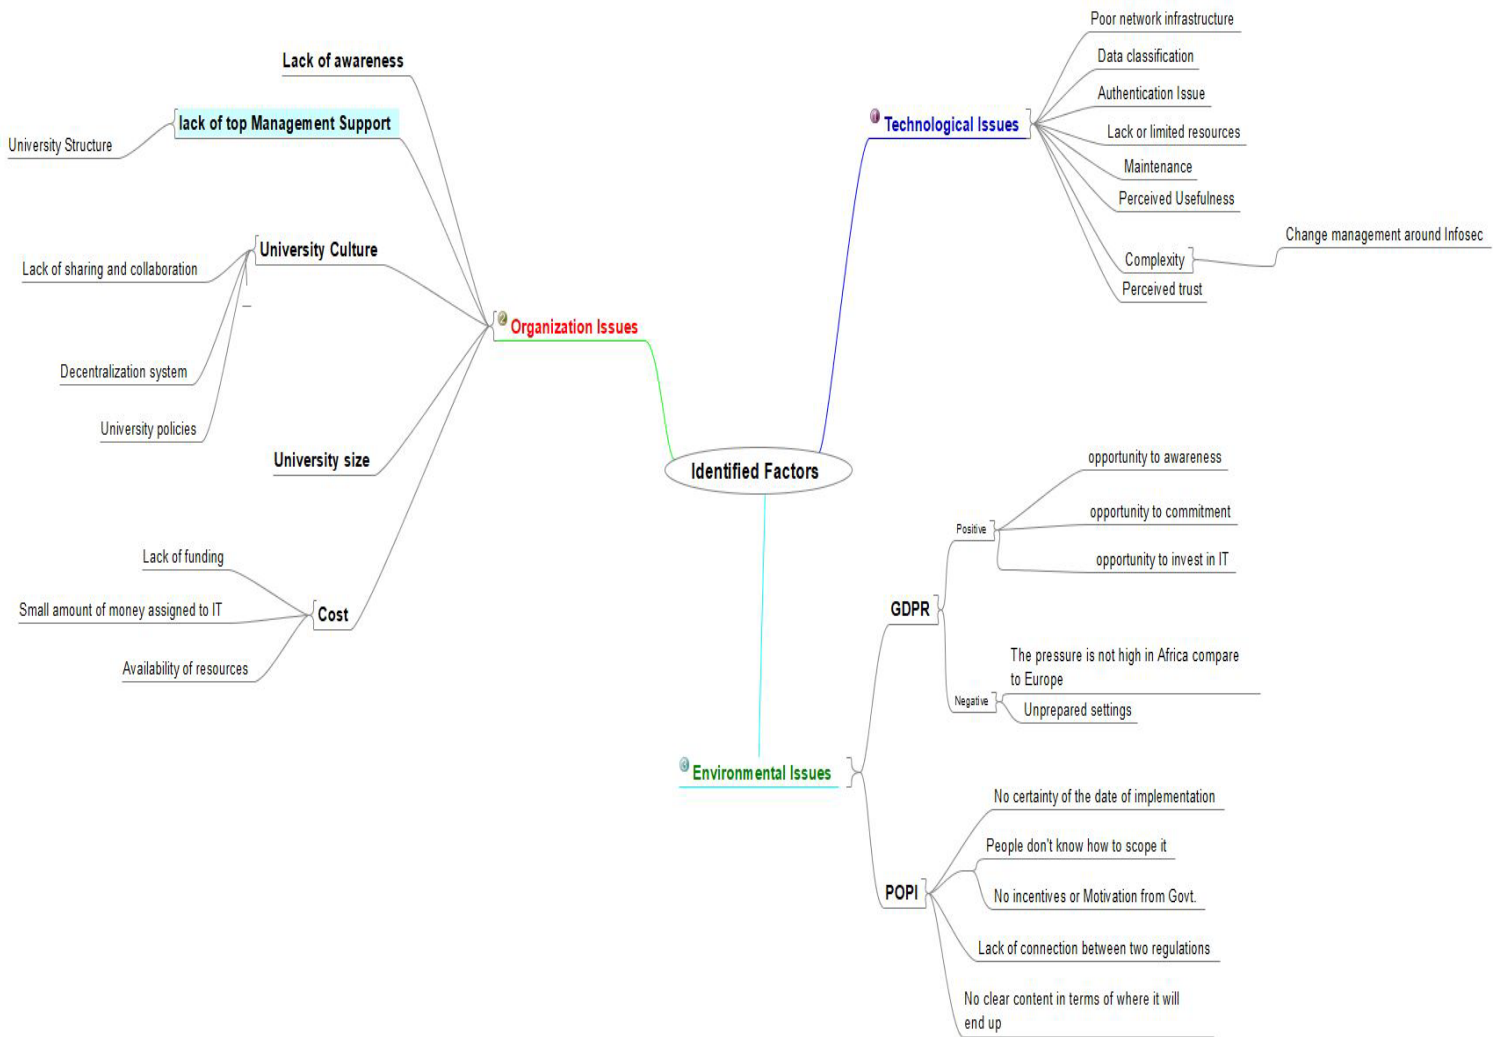 Identified Factors
Organization Issues
Lack of awareness
lack of top Management Support
University Structure
University Culture
Lack of sharing and collaboration
Decentralization system
University policies
University size
Cost
Lack of funding
Small amount of money assigned to IT
Availability of resources
Technological Issues
Poor network infrastructure
Data classification
Authentication Issue
Lack or limited resources
Maintenance
Perceived Usefulness
Complexity
Change management around Infosec
Perceived trust
Environmental Issues
GDPR
Positive
opportunity to awareness
opportunity to commitment
opportunity to invest in IT
Negative
The pressure is not high in Africa compare
to Europe
Unprepared settings
POPI
No certainty of the date of implementation
People don't know how to scope it
No incentives or Motivation from Govt.
Lack of connection between two regulations
No clear content in terms of where it will
end up